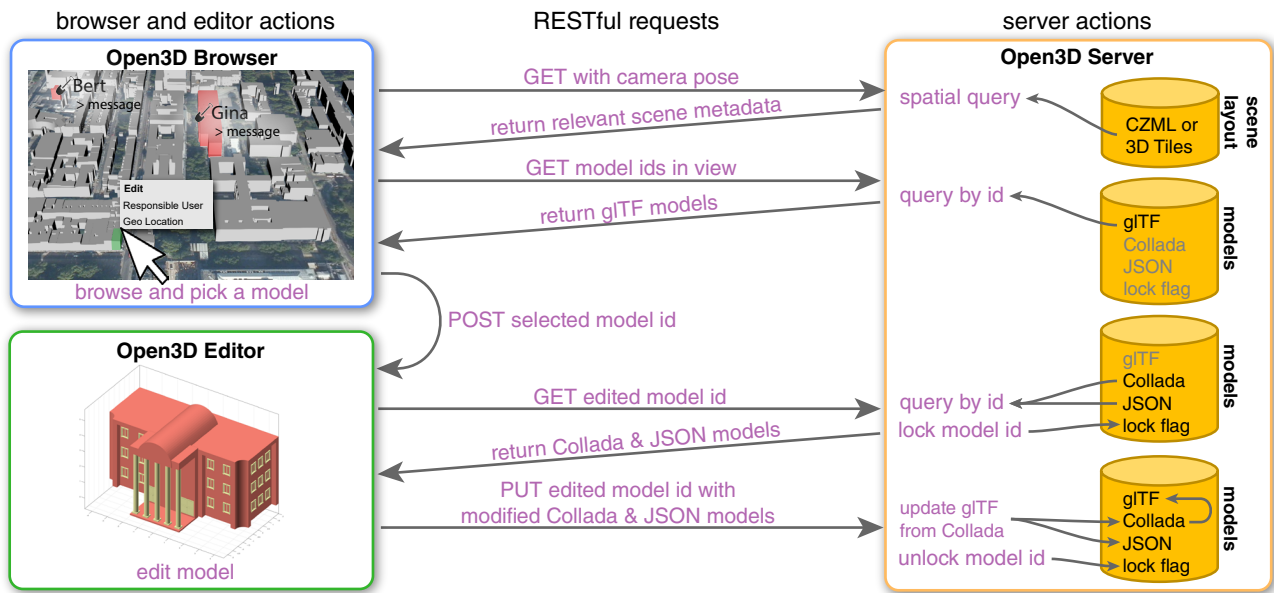 browser and editor actions
RESTful requests
server actions
Open3D Browser
Bert
> message
Gina
> message
Edit
Responsible User
Geo Location
browse and pick a model
Open3D Editor
edit model
GET with camera pose
return relevant scene metadata
GET model ids in view
return glTF models
POST selected model id
GET edited model id
return Collada & JSON models
PUT edited model id with
modified Collada & JSON models
Open3D Server
spatial query
CZML or
3D Tiles
scene
layout
query by id
glTF
Collada
JSON
lock flag
models
query by id
lock model id
glTF
Collada
JSON
lock flag
models
update glTF
from Collada
unlock model id
glTF
Collada
JSON
lock flag
models